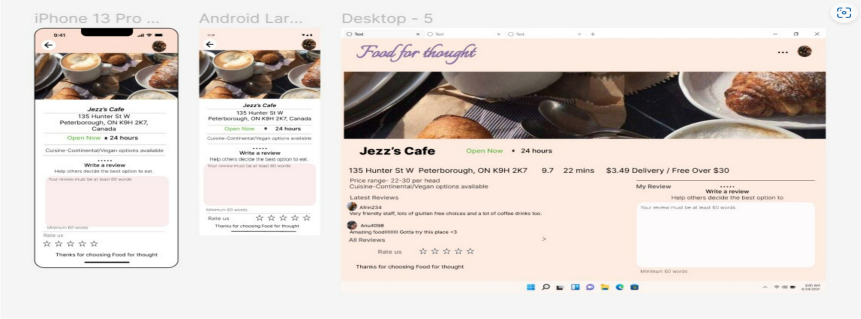 iPhone 13 Pro ...
Android Lar...
Desktop - 5
9:41
Jezz's Cafe
135 Hunter St W
Peterborough, ON K9H 2K7,
Canada
Open Now • 24 hours
Cuisine-Continental/Vegan options available
Write a review
Help others decide the best option to eat.
Your review must be at least 60 words
Minimum 60 words
Rate us
Thanks for choosing Food for thought
Jezz's Cafe
135 Hunter St W
Peterborough, ON K9H 2K7,
Canada
Open Now • 24 hours
Cuisine-Continental/Vegan options available
Write a review
Help others decide the best option to eat.
Your review must be at least 60 words
Minimum 60 words
Rate us
Thanks for choosing Food for thought
Food for thought
Jezz's Cafe
Open Now • 24 hours
135 Hunter St W Peterborough, ON K9H 2K7 9.7 22 mins $3.49 Delivery / Free Over $30
Price range- 22-30 per head
Cuisine-Continental/Vegan options available
Latest Reviews
Very friendly staff, lots of gluten free choices and a lot of coffee drinks too.
Gotta try this place <3
All Reviews >
Rate us
Thanks for choosing Food for thought
My Review
Write a review
Help others decide the best option to
Your review must be at least 60 words
Minimum 60 words